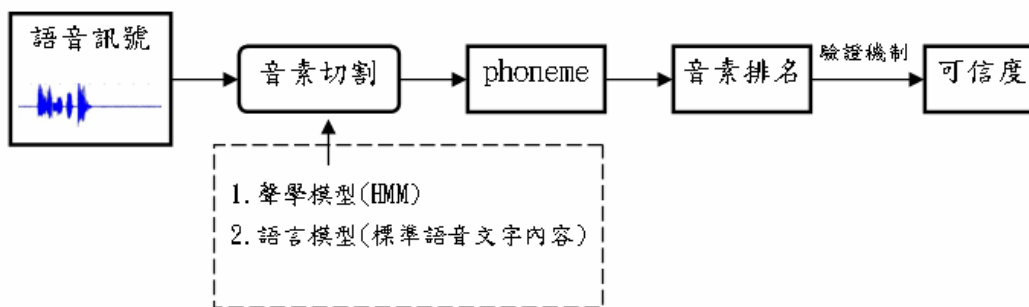 語音訊號
音素切割
phoneme
音素排名
驗證機制
可信度
1.聲學模型(HMM)
2.語言模型(標準語音文字內容)